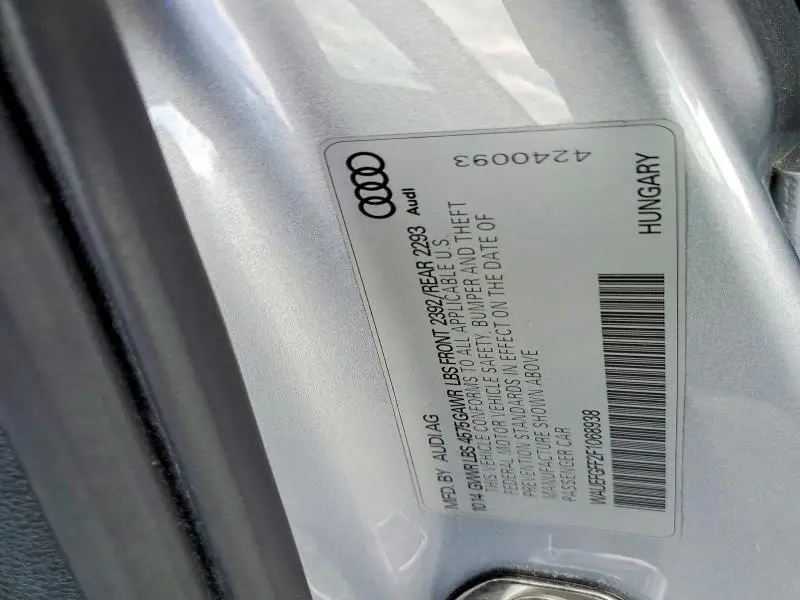 Audi
4240093
MFD. BY AUDI AG
10 14 GVWR LBS 4575 GAWR LBS FRONT 2392/REAR 2293
THIS VEHICLE CONFORMS TO ALL APPLICABLE U.S.
FEDERAL MOTOR VEHICLE SAFETY, BUMPER AND THEFT
PREVENTION STANDARDS IN EFFECT ON THE DATE OF
MANUFACTURE SHOWN ABOVE
PASSENGER CAR
WAUEFGFF2F1068938
HUNGARY